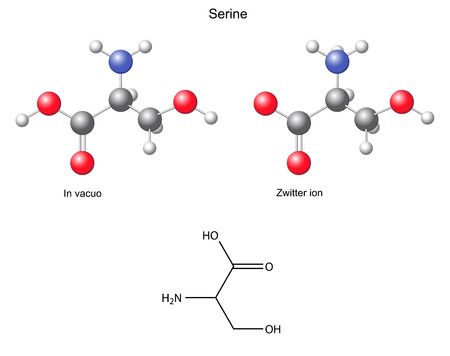 Serine
In vacuo
Zwitter ion
HO
O
H₂N
OH